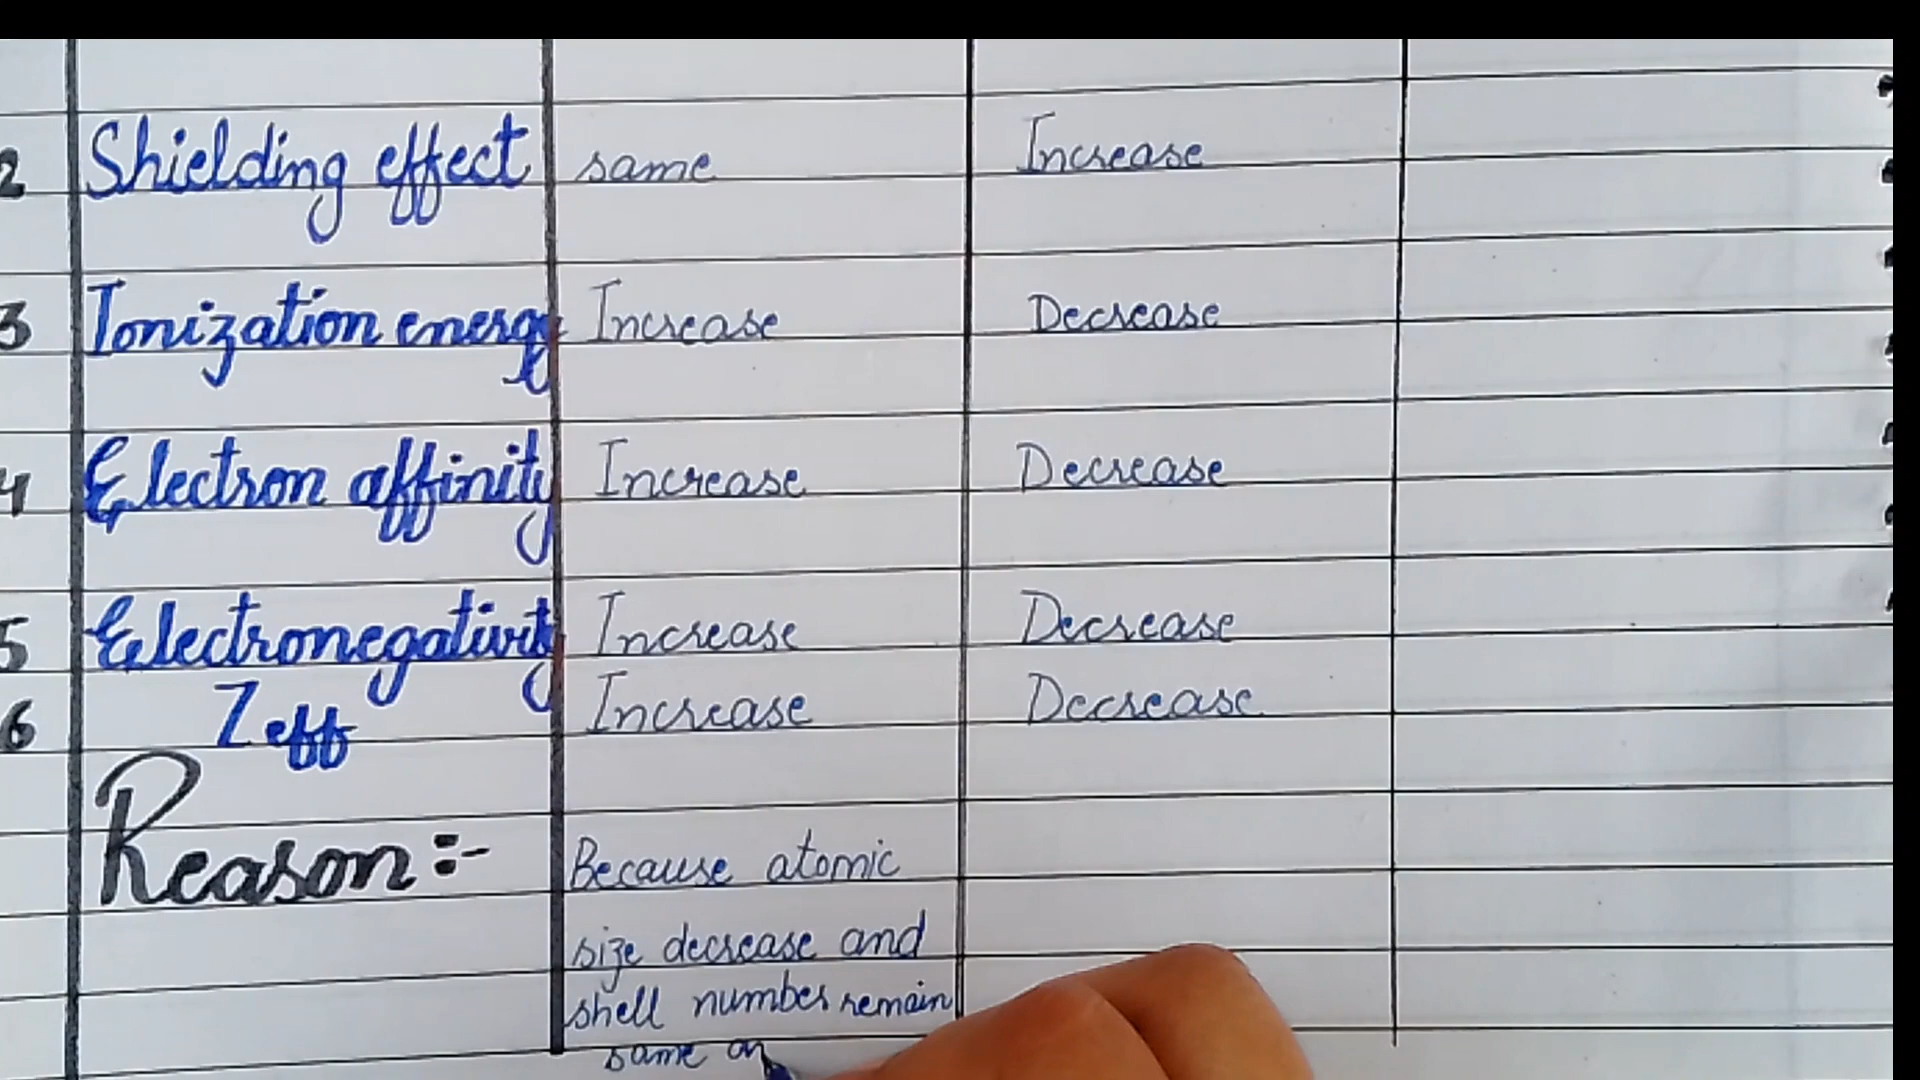 2 Shielding effect same Increase
3 Ionization energy Increase Decrease
4 Electron affinity Increase Decrease
5 Electronegativity Increase Decrease
6 Zeff Increase Decrease
Reason:- Because atomic
size decrease and
shell number remain
same an